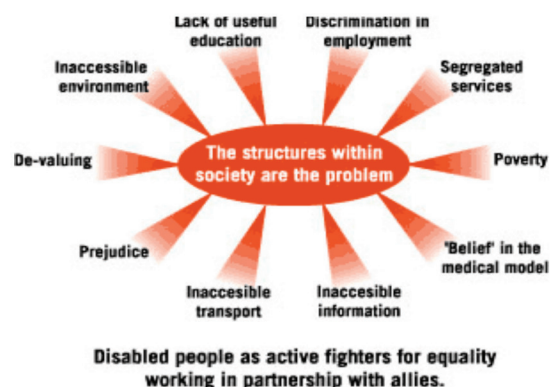 Lack of useful
education
Discrimination in
employment
Inaccessible
environment
Segregated
services
De-valuing
The structures within
society are the problem
Poverty
Prejudice
'Belief' in the
medical model
Inaccesible
transport
Inaccesible
information
Disabled people as active fighters for equality
working in partnership with allies.